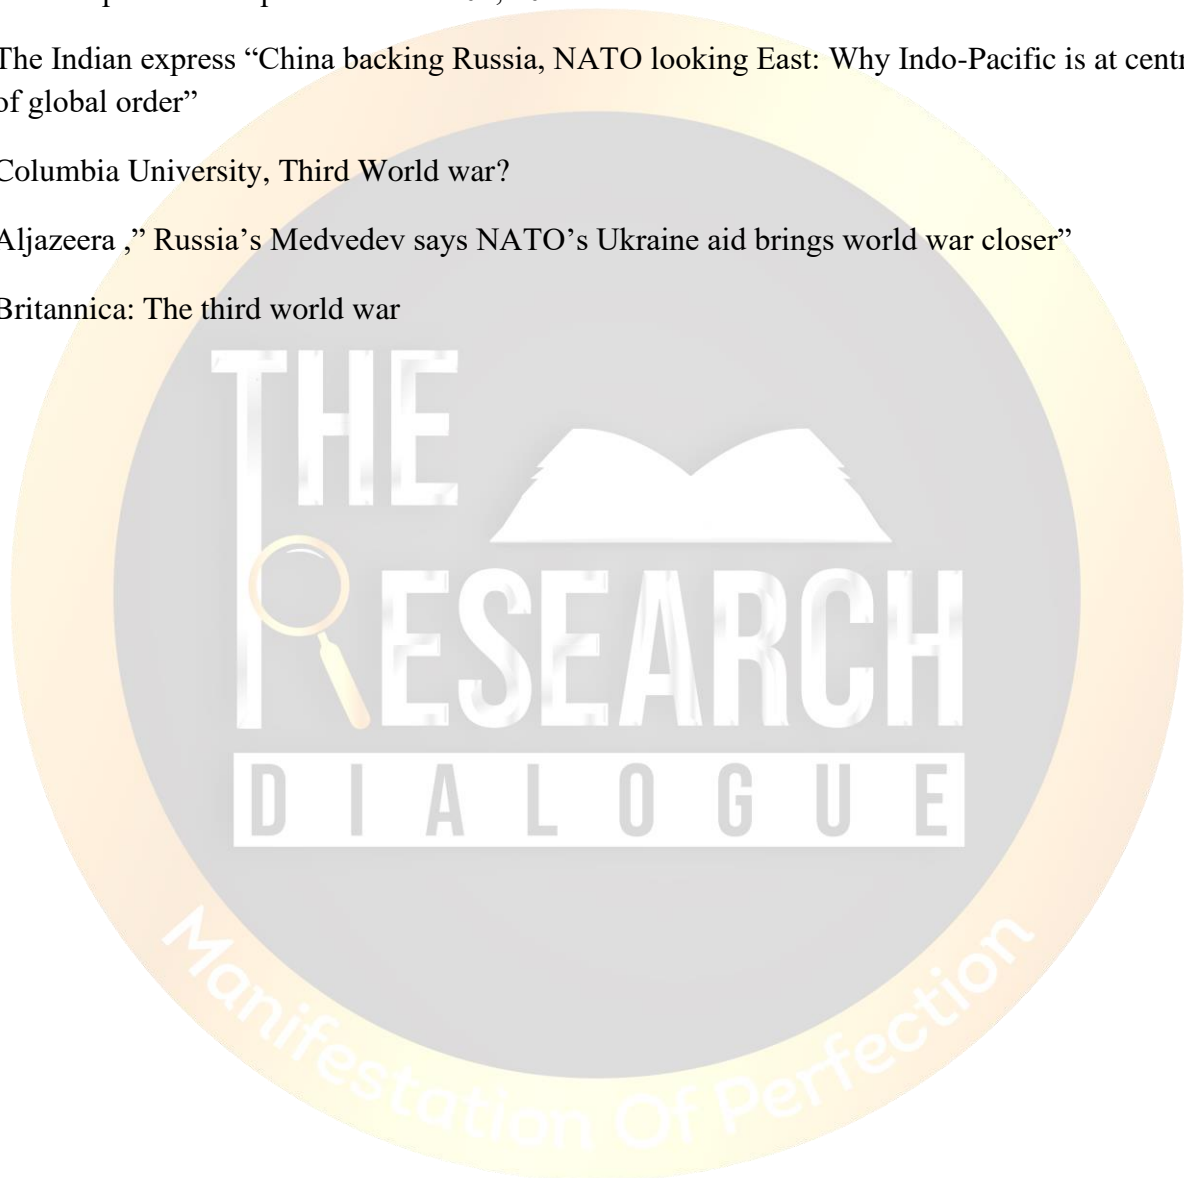 The Indian express “China backing Russia, NATO looking East: Why Indo-Pacific is at centr
of global order”
Columbia University, Third World war?
Aljazeera ,” Russia’s Medvedev says NATO’s Ukraine aid brings world war closer”
Britannica: The third world war
THE
RESEARCH
DIALOGUE
Manifestation Of Perfection